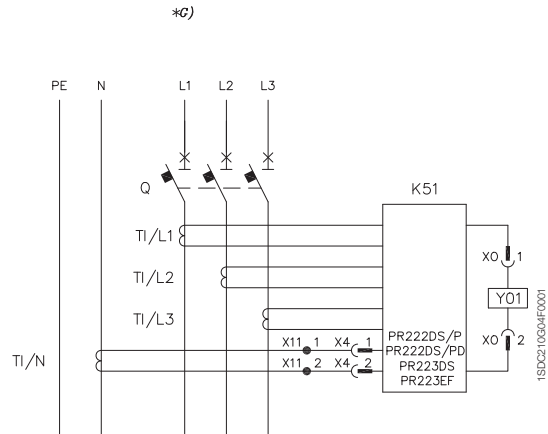 *G)
PE N L1 L2 L3
Q
K51
TI/L1
X0 1
TI/L2
Y01
TI/L3
X0 2
PR222DS/P
X11 1 X4 1
PR222DS/PD
TI/N
X11 2 X4 2
PR223DS
PR223EF
1SDC210G04F0001